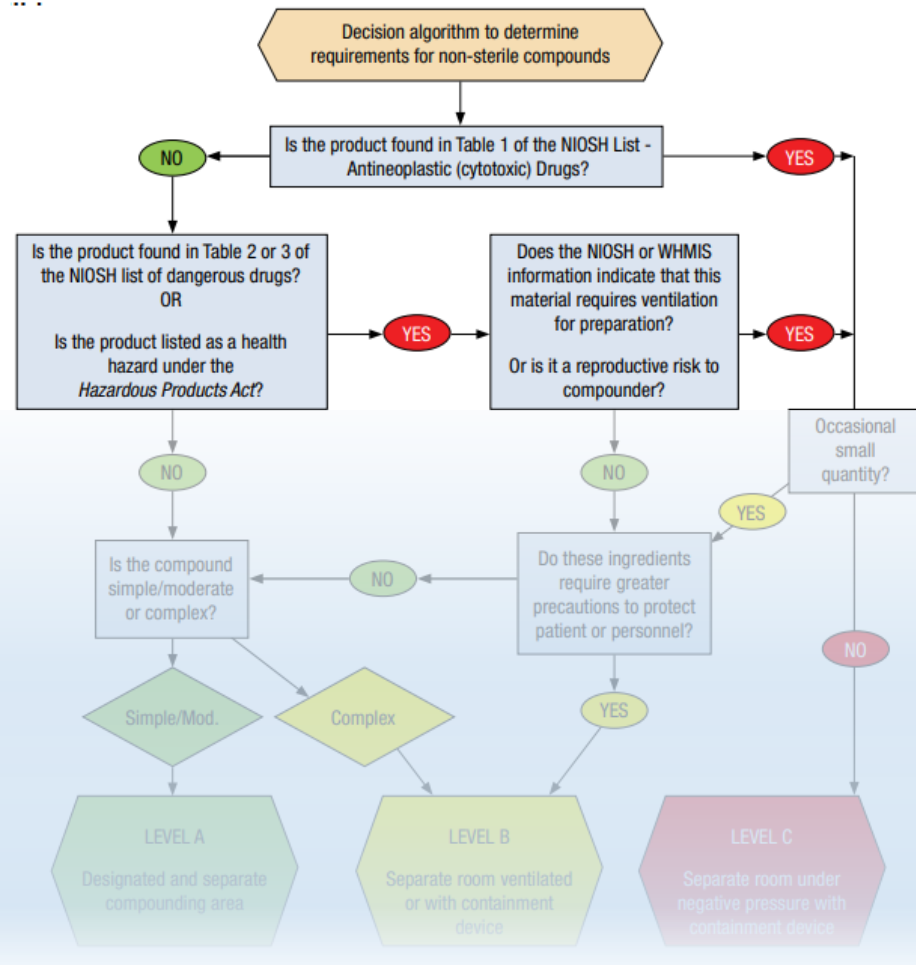 Decision algorithm to determine
requirements for non-sterile compounds
Is the product found in Table 1 of the NIOSH List -
Antineoplastic (cytotoxic) Drugs?
NO
YES
Is the product found in Table 2 or 3 of
the NIOSH list of dangerous drugs?
OR
Is the product listed as a health
hazard under the
Hazardous Products Act?
YES
Does the NIOSH or WHMIS
information indicate that this
material requires ventilation
for preparation?
Or is it a reproductive risk to
compounder?
YES
Occasional
small
quantity?
NO
NO
YES
Is the compound
simple/moderate
or complex?
NO
Do these ingredients
require greater
precautions to protect
patient or personnel?
NO
Simple/Mod.
Complex
YES
LEVEL A
Designated and separate
compounding area
LEVEL B
Separate room ventilated
or with containment
device
LEVEL C
Separate room under
negative pressure with
containment device